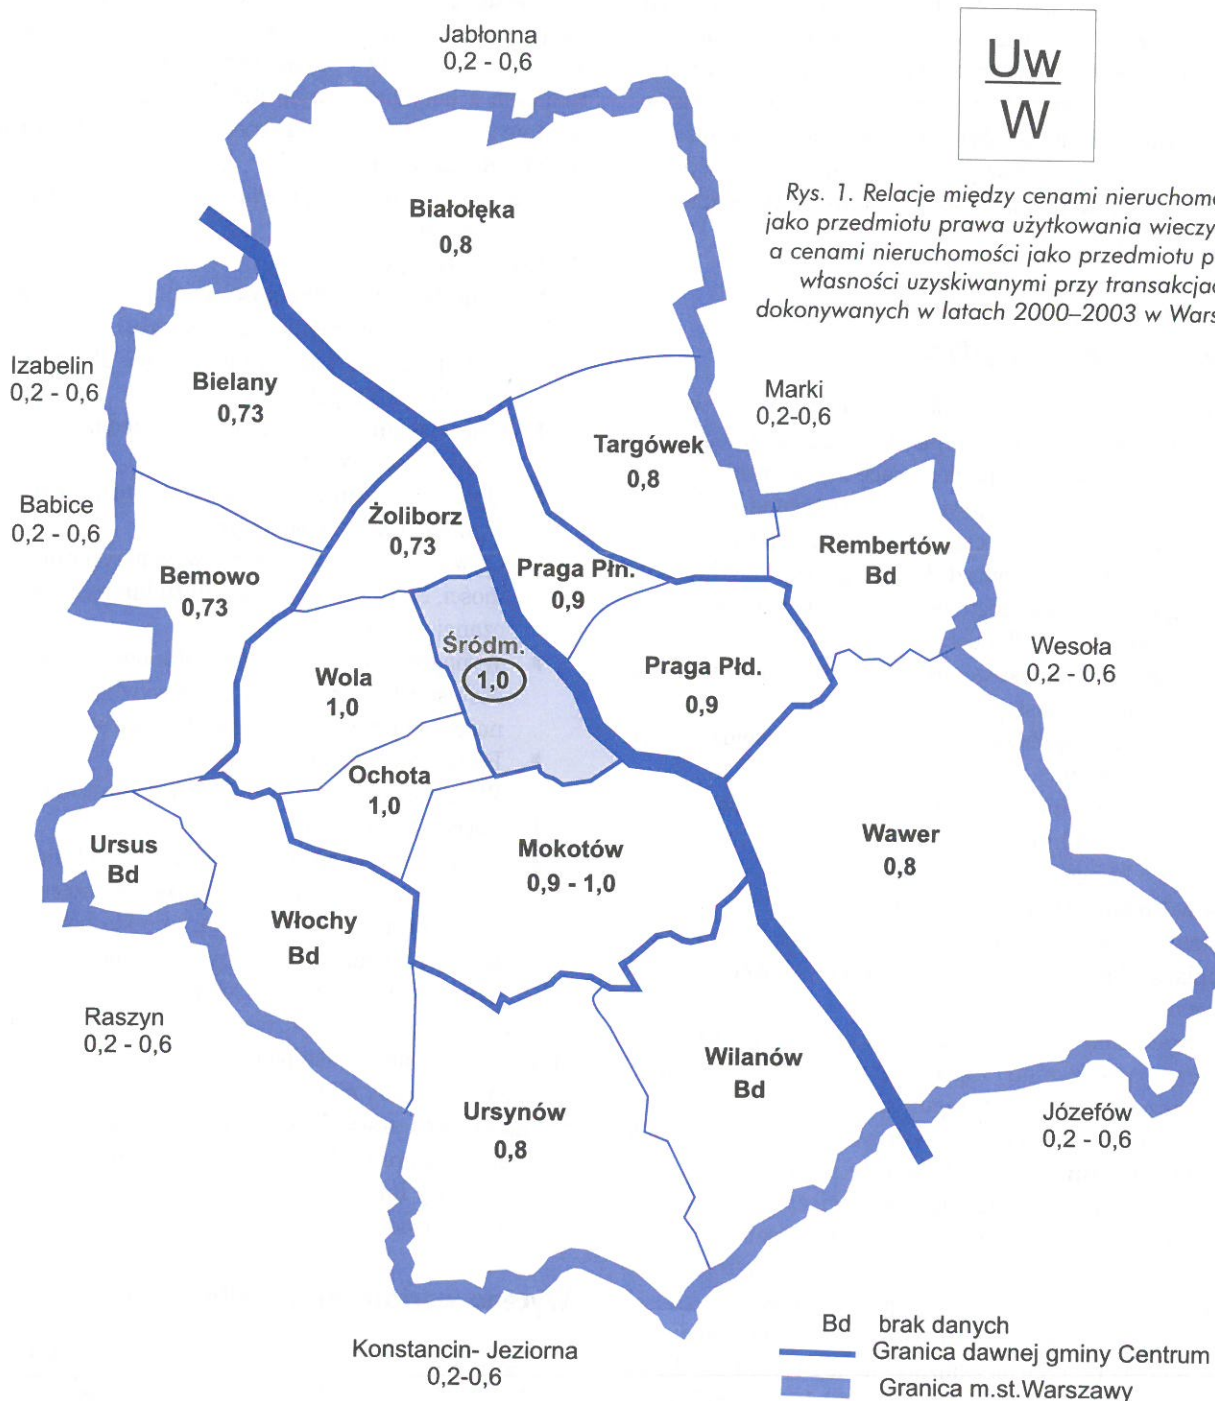 Jabłonna
0,2 - 0,6
Uw
W
Rys. 1. Relacje między cenami
jako przedmiotu prawa użytkowania
a cenami nieruchomości jako przedmiotu
własności uzyskiwanymi przy
dokonywanych w latach 2000–2003 w
Białołęka
0,8
Izabelin
0,2 - 0,6
Bielany
0,73
Marki
0,2-0,6
Targówek
0,8
Babice
0,2 - 0,6
Żoliborz
0,73
Rembertów
Bd
Bemowo
0,73
Praga Płn.
0,9
Śródm.
1,0
Wesoła
0,2 - 0,6
Wola
1,0
Praga Płd.
0,9
Ochota
1,0
Ursus
Bd
Mokotów
0,9 - 1,0
Wawer
0,8
Włochy
Bd
Raszyn
0,2 - 0,6
Wilanów
Bd
Ursynów
0,8
Józefów
0,2 - 0,6
Konstancin- Jeziorna
0,2-0,6
Bd brak danych
Granica dawnej gminy Centrum
Granica m.st.Warszawy